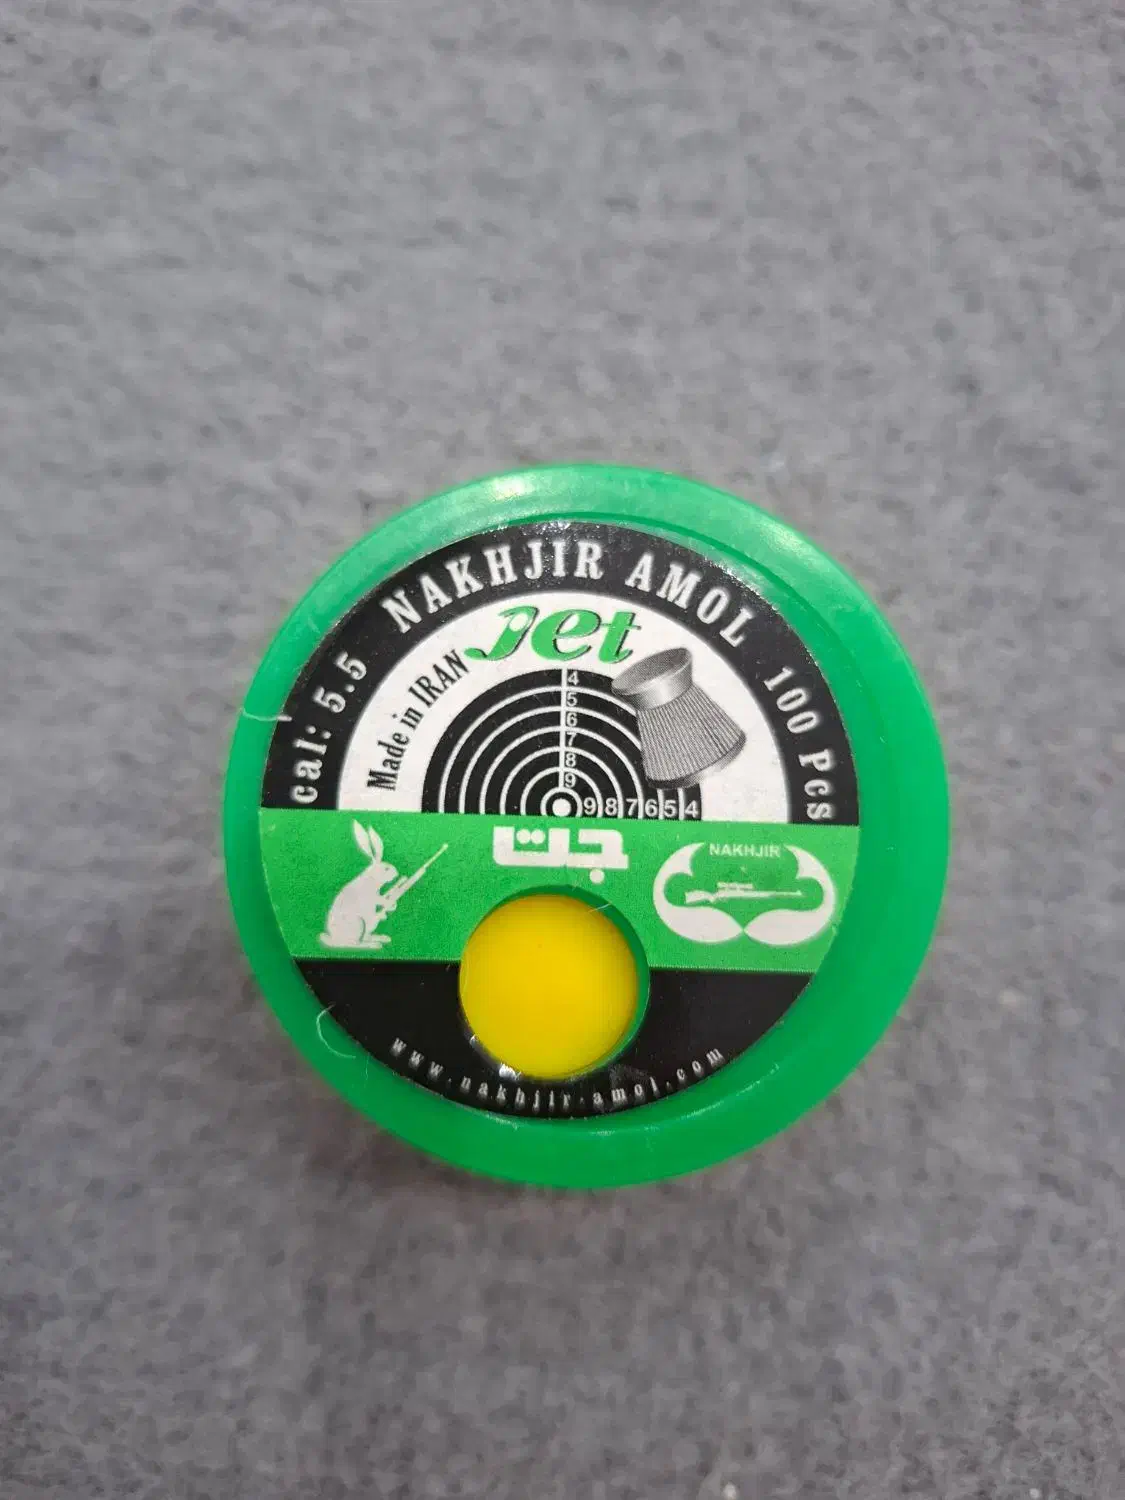 NAKHJIR AMOL
cal: 5.5
100 Pcs
Jet
Made in IRAN
4
5
6
7
8
9
9 8 7 6 5 4
جت
NAKHJIR
www.nakhjir-amol.com